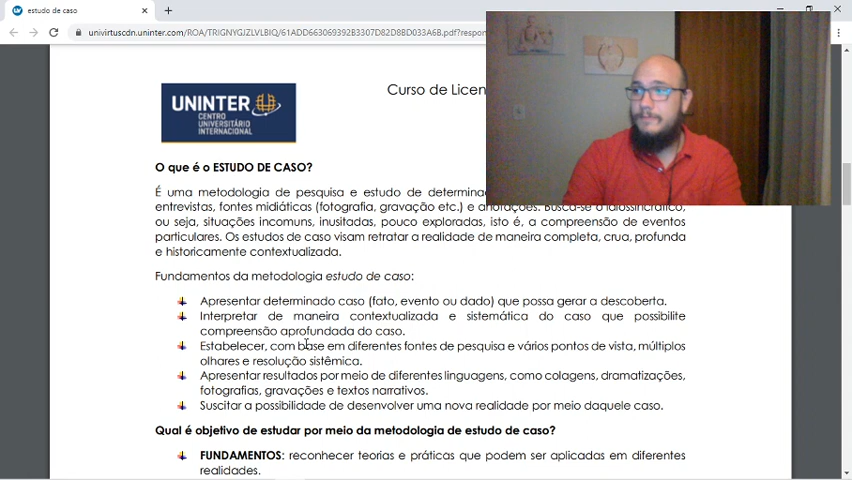 estudo de caso
univirtuscdn.uninter.com/ROA/TRIGNYGJZLVLBIQ/61ADD663069392B3307D82D8BD033A6B.pdf?respon
Curso de Licen
UNINTER
CENTRO
UNIVERSITÁRIO
INTERNACIONAL
O que é o ESTUDO DE CASO?
É uma metodologia de pesquisa e estudo de determina
entrevistas, fontes midiáticas (fotografia, gravação etc.) e anotações. Busca-se o idiossincrático,
ou seja, situações incomuns, inusitadas, pouco exploradas, isto é, a compreensão de eventos
particulares. Os estudos de caso visam retratar a realidade de maneira completa, crua, profunda
e historicamente contextualizada.
Fundamentos da metodologia estudo de caso:
Apresentar determinado caso (fato, evento ou dado) que possa gerar a descoberta.
Interpretar de maneira contextualizada e sistemática do caso que possibilite
compreensão aprofundada do caso.
Estabelecer, com base em diferentes fontes de pesquisa e vários pontos de vista, múltiplos
olhares e resolução sistêmica.
Apresentar resultados por meio de diferentes linguagens, como colagens, dramatizações,
fotografias, gravações e textos narrativos.
Suscitar a possibilidade de desenvolver uma nova realidade por meio daquele caso.
Qual é objetivo de estudar por meio da metodologia de estudo de caso?
FUNDAMENTOS: reconhecer teorias e práticas que podem ser aplicadas em diferentes
realidades.